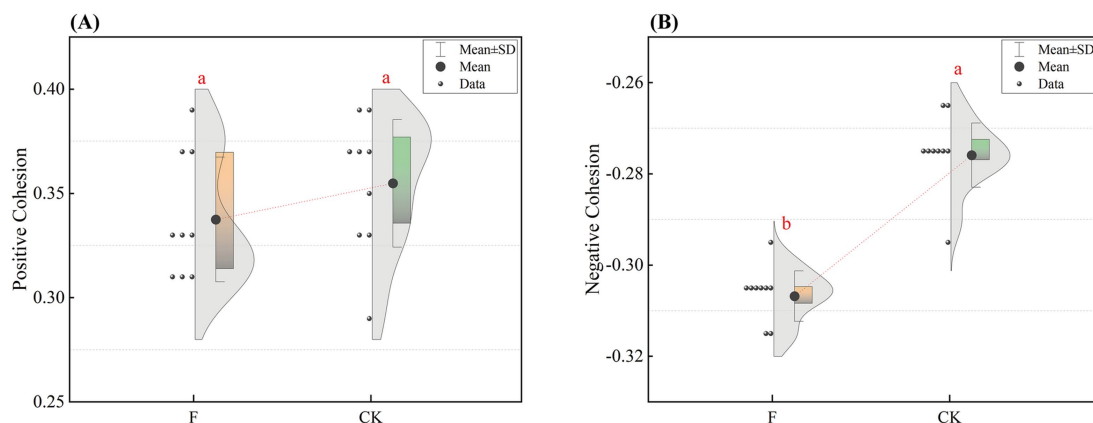 (A)
Positive Cohesion
0.40
0.35
0.30
0.25
a
a
Mean±SD
Mean
Data
F
CK
(B)
Negative Cohesion
-0.26
-0.28
-0.30
-0.32
b
a
Mean±SD
Mean
Data
F
CK